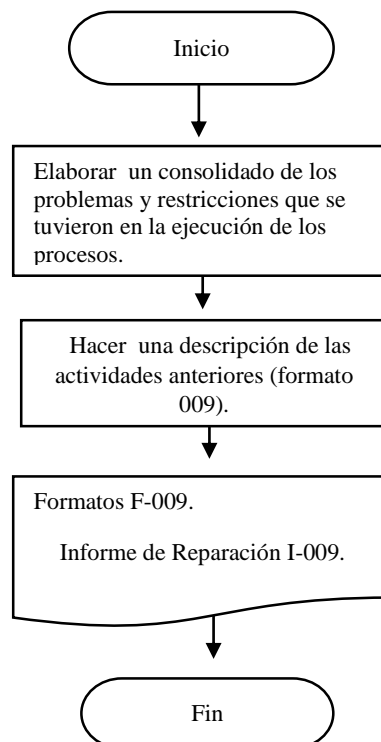 Inicio
Elaborar un consolidado de los
problemas y restricciones que se
tuvieron en la ejecución de los
procesos.
Hacer una descripción de las
actividades anteriores (formato
009).
Formatos F-009.
Informe de Reparación I-009.
Fin